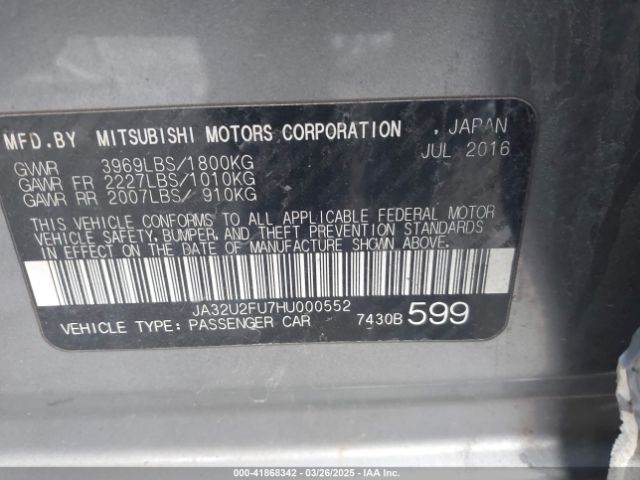 MFD.BY MITSUBISHI MOTORS CORPORATION , JAPAN
GVWR 3969LBS/1800KG JUL 2016
GAWR FR 2227LBS/1010KG
GAWR RR 2007LBS/ 910KG
THIS VEHICLE CONFORMS TO ALL APPLICABLE FEDERAL MOTOR
VEHICLE SAFETY, BUMPER, AND THEFT PREVENTION STANDARDS
IN EFFECT ON THE DATE OF MANUFACTURE SHOWN ABOVE.
JA32U2FU7HU000552
VEHICLE TYPE: PASSENGER CAR 7430B 599
000-41868342 | 03/26/2025 | IAA Inc.